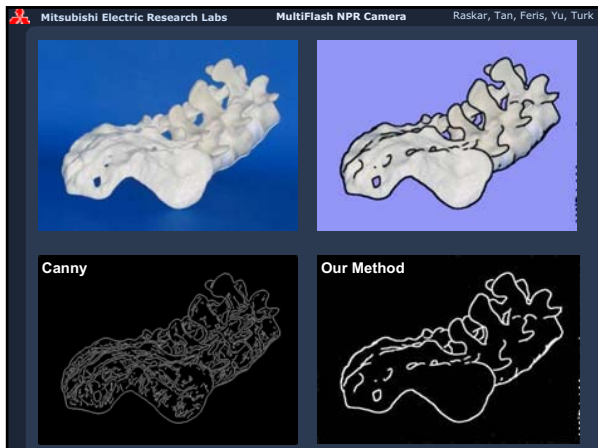 Mitsubishi Electric Research Labs MultiFlash NPR Camera Raskar, Tan, Feris, Yu, Turk
Canny
Our Method